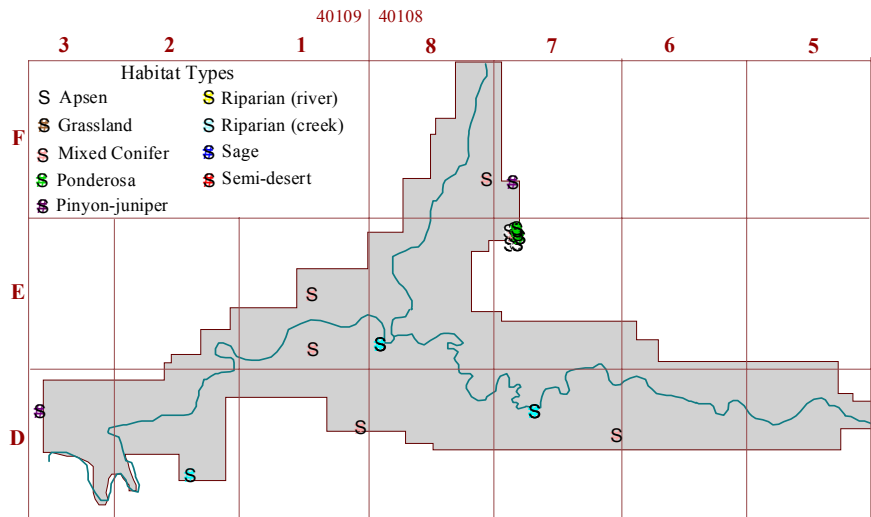 40109 40108
3 2 1 8 7 6 5
Habitat Types
S Apsen
S Riparian (river)
S Grassland
S Riparian (creek)
S Mixed Conifer
S Sage
S Ponderosa
S Semi-desert
S Pinyon-juniper
F
S S
S S S
S S
E
S
S
S
D
S
S
S
S
S